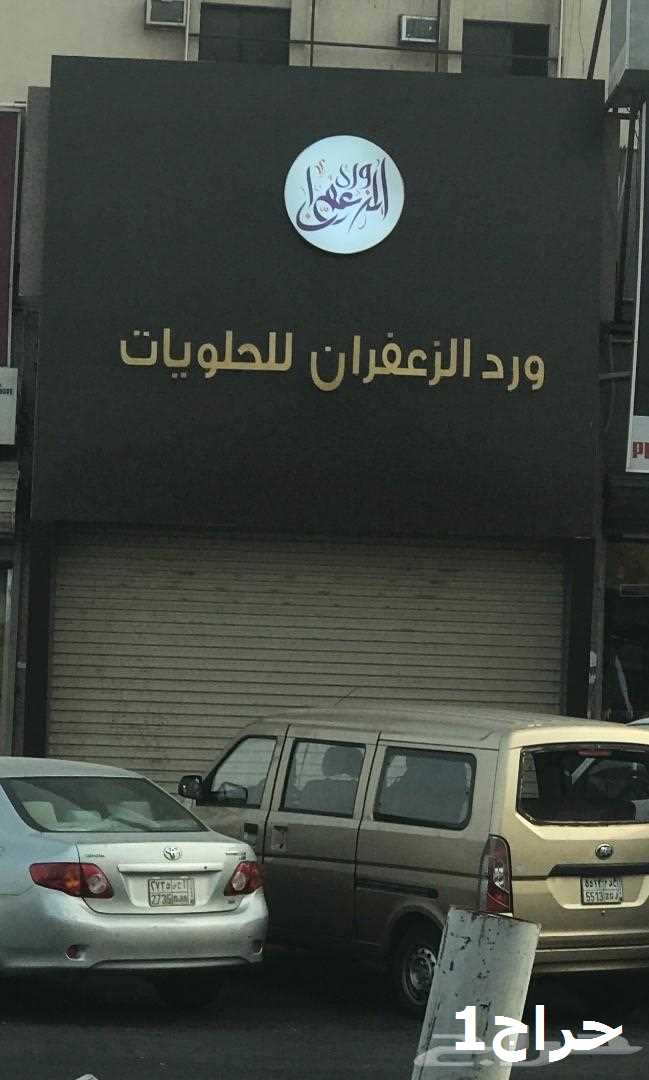 ورد
الزعفران
ورد الزعفران للحلويات
حراج1